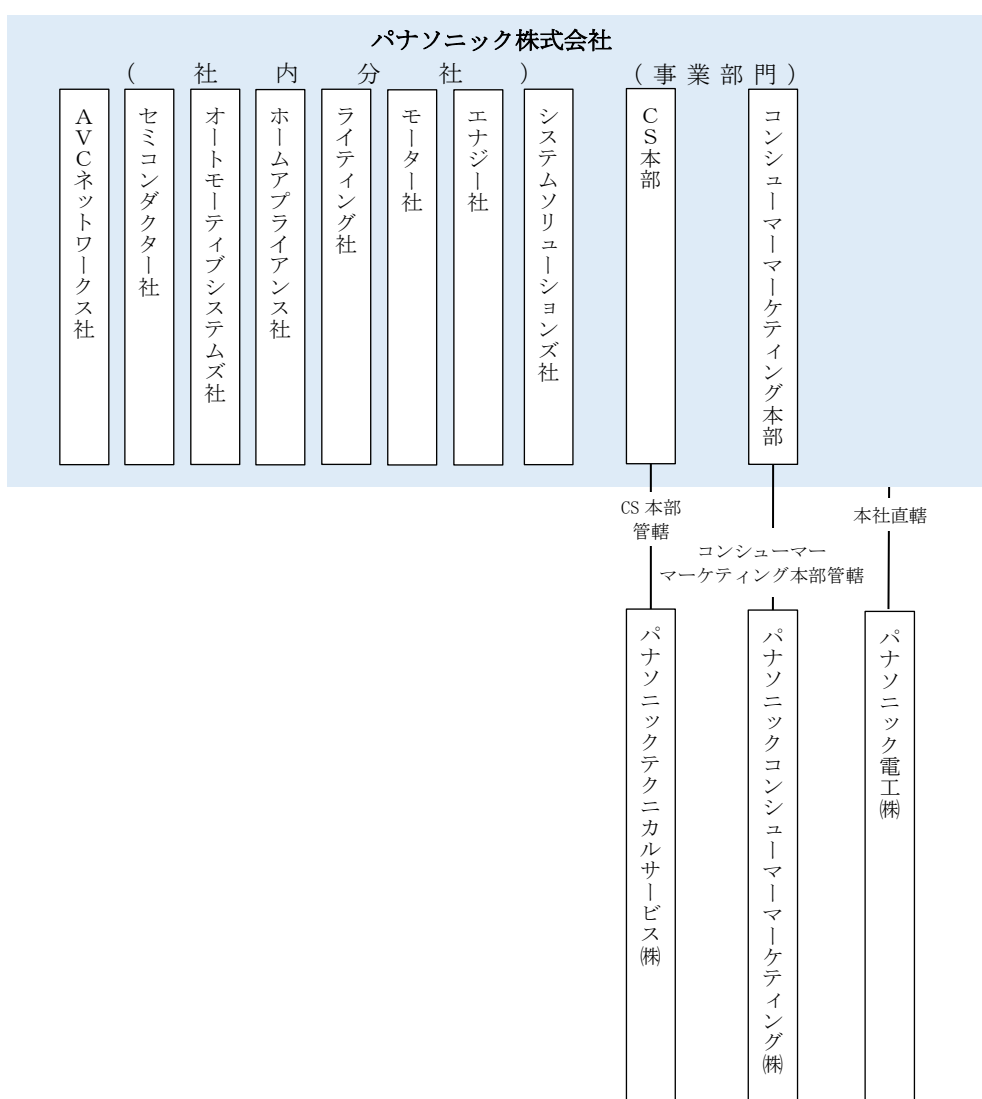 パナソニック株式会社
(社内分社)
(事業部門)
AVCネットワークス社
セミコンダクター社
オートモーティブシステムズ社
ホームアプライアンス社
ライティング社
モーター社
エナジー社
システムソリューションズ社
CS本部
コンシューマーマーケティング本部
CS本部
管轄
コンシューマー
マーケティング本部管轄
本社直轄
パナソニックテクニカルサービス㈱
パナソニックコンシューマーマーケティング㈱
パナソニック電工㈱